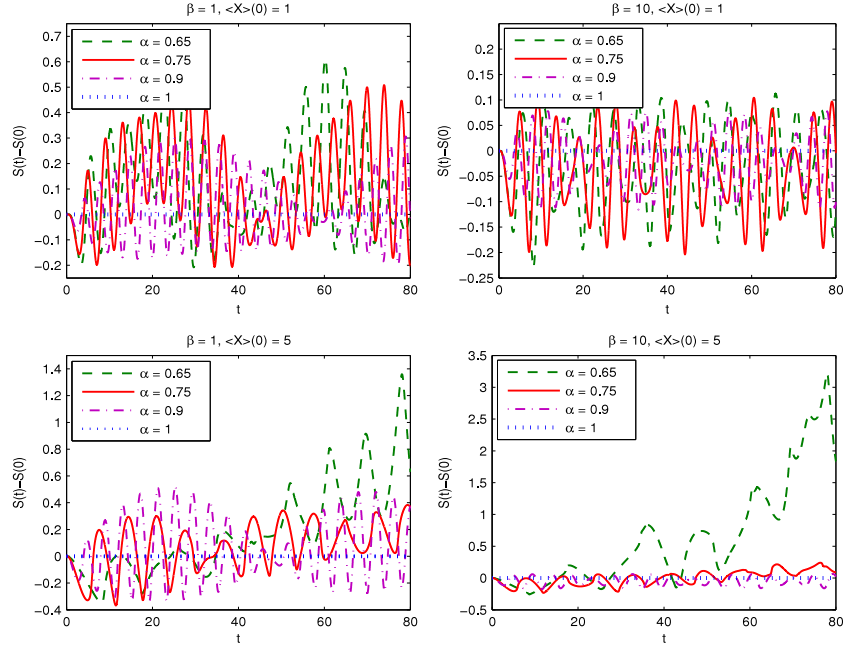 β = 1, <X>(0) = 1
0.7
0.6
0.5
0.4
0.3
0.2
0.1
0
−0.1
−0.2
S(t)−S(0)
α = 0.65
α = 0.75
α = 0.9
α = 1
0 20 40 60 80
t
β = 10, <X>(0) = 1
0.2
0.15
0.1
0.05
0
−0.05
−0.1
−0.15
−0.2
−0.25
S(t)−S(0)
α = 0.65
α = 0.75
α = 0.9
α = 1
0 20 40 60 80
t
β = 1, <X>(0) = 5
1.4
1.2
1
0.8
0.6
0.4
0.2
0
−0.2
−0.4
S(t)−S(0)
α = 0.65
α = 0.75
α = 0.9
α = 1
0 20 40 60 80
t
β = 10, <X>(0) = 5
3.5
3
2.5
2
1.5
1
0.5
0
−0.5
S(t)−S(0)
α = 0.65
α = 0.75
α = 0.9
α = 1
0 20 40 60 80
t